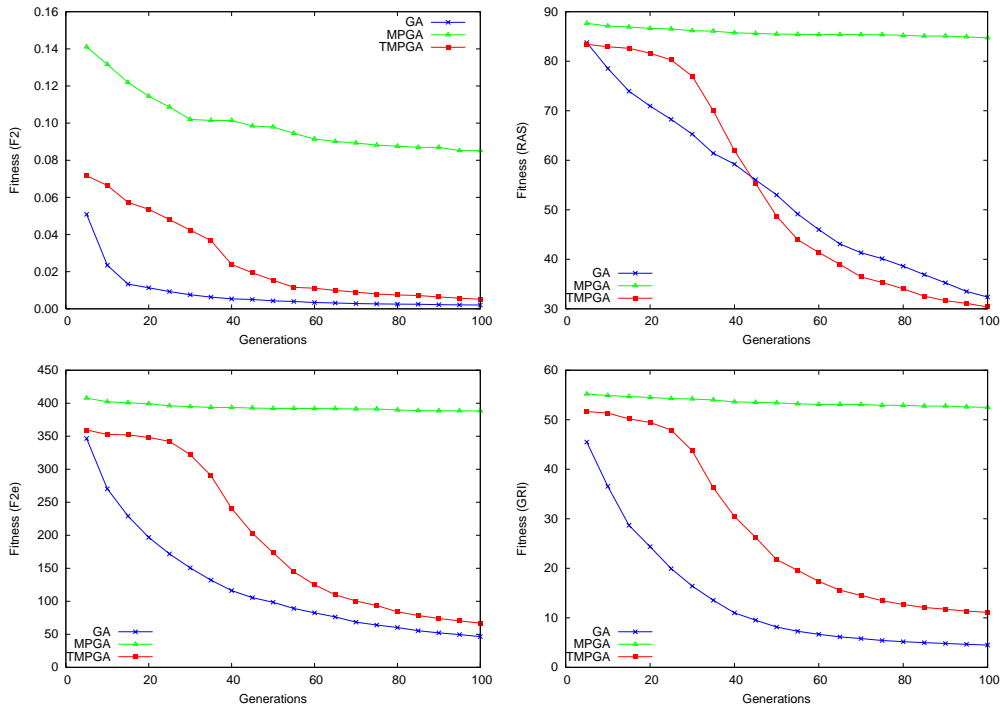 GA
MPGA
TMPGA
0.16
0.14
0.12
0.10
0.08
0.06
0.04
0.02
0.00
Fitness (F2)
0 20 40 60 80 100
Generations
90
80
70
60
50
40
30
Fitness (RAS)
GA
MPGA
TMPGA
0 20 40 60 80 100
Generations
450
400
350
300
250
200
150
100
50
0
Fitness (F2e)
GA
MPGA
TMPGA
0 20 40 60 80 100
Generations
60
50
40
30
20
10
0
Fitness (GRI)
GA
MPGA
TMPGA
0 20 40 60 80 100
Generations